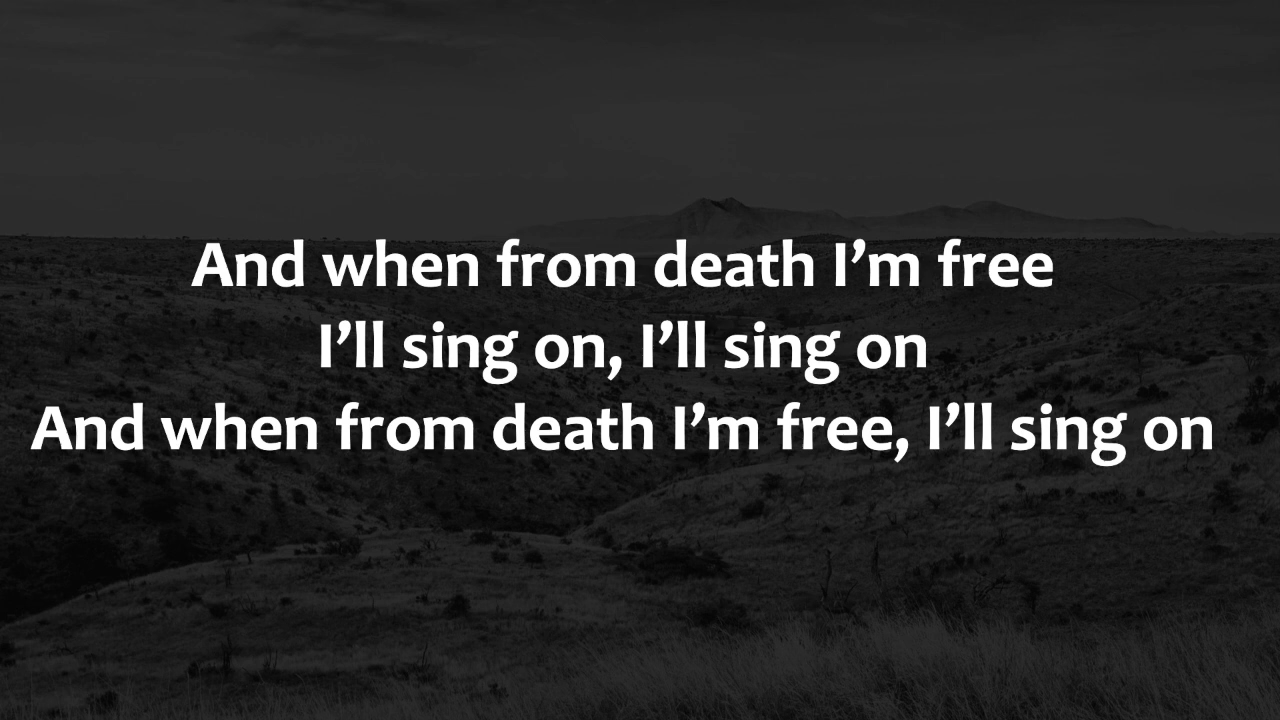 And when from death I’m free
I’ll sing on, I’ll sing on
And when from death I’m free, I’ll sing on